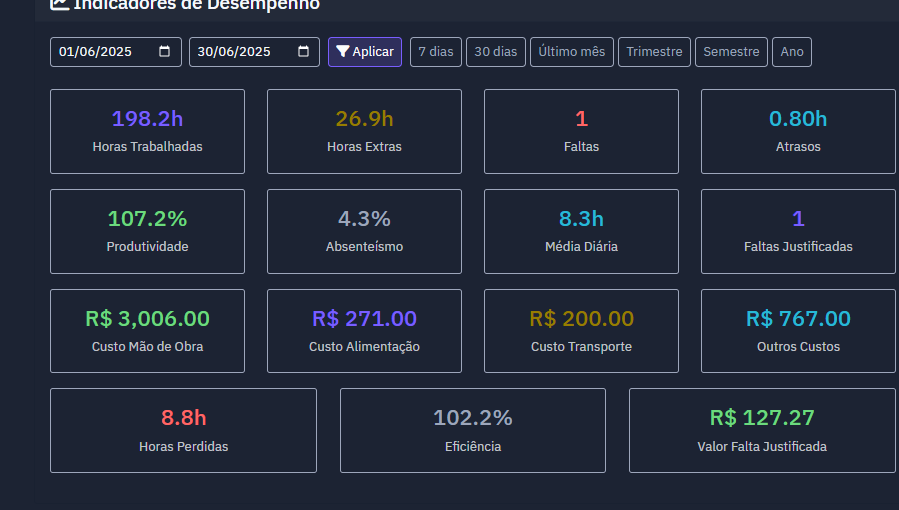 Indicadores de Desempenho
01/06/2025 30/06/2025 Aplicar 7 dias 30 dias Último mês Trimestre Semestre Ano
198.2h 26.9h 1 0.80h
Horas Trabalhadas Horas Extras Faltas Atrasos
107.2% 4.3% 8.3h 1
Produtividade Absenteísmo Média Diária Faltas Justificadas
R$ 3,006.00 R$ 271.00 R$ 200.00 R$ 767.00
Custo Mão de Obra Custo Alimentação Custo Transporte Outros Custos
8.8h 102.2% R$ 127.27
Horas Perdidas Eficiência Valor Falta Justificada